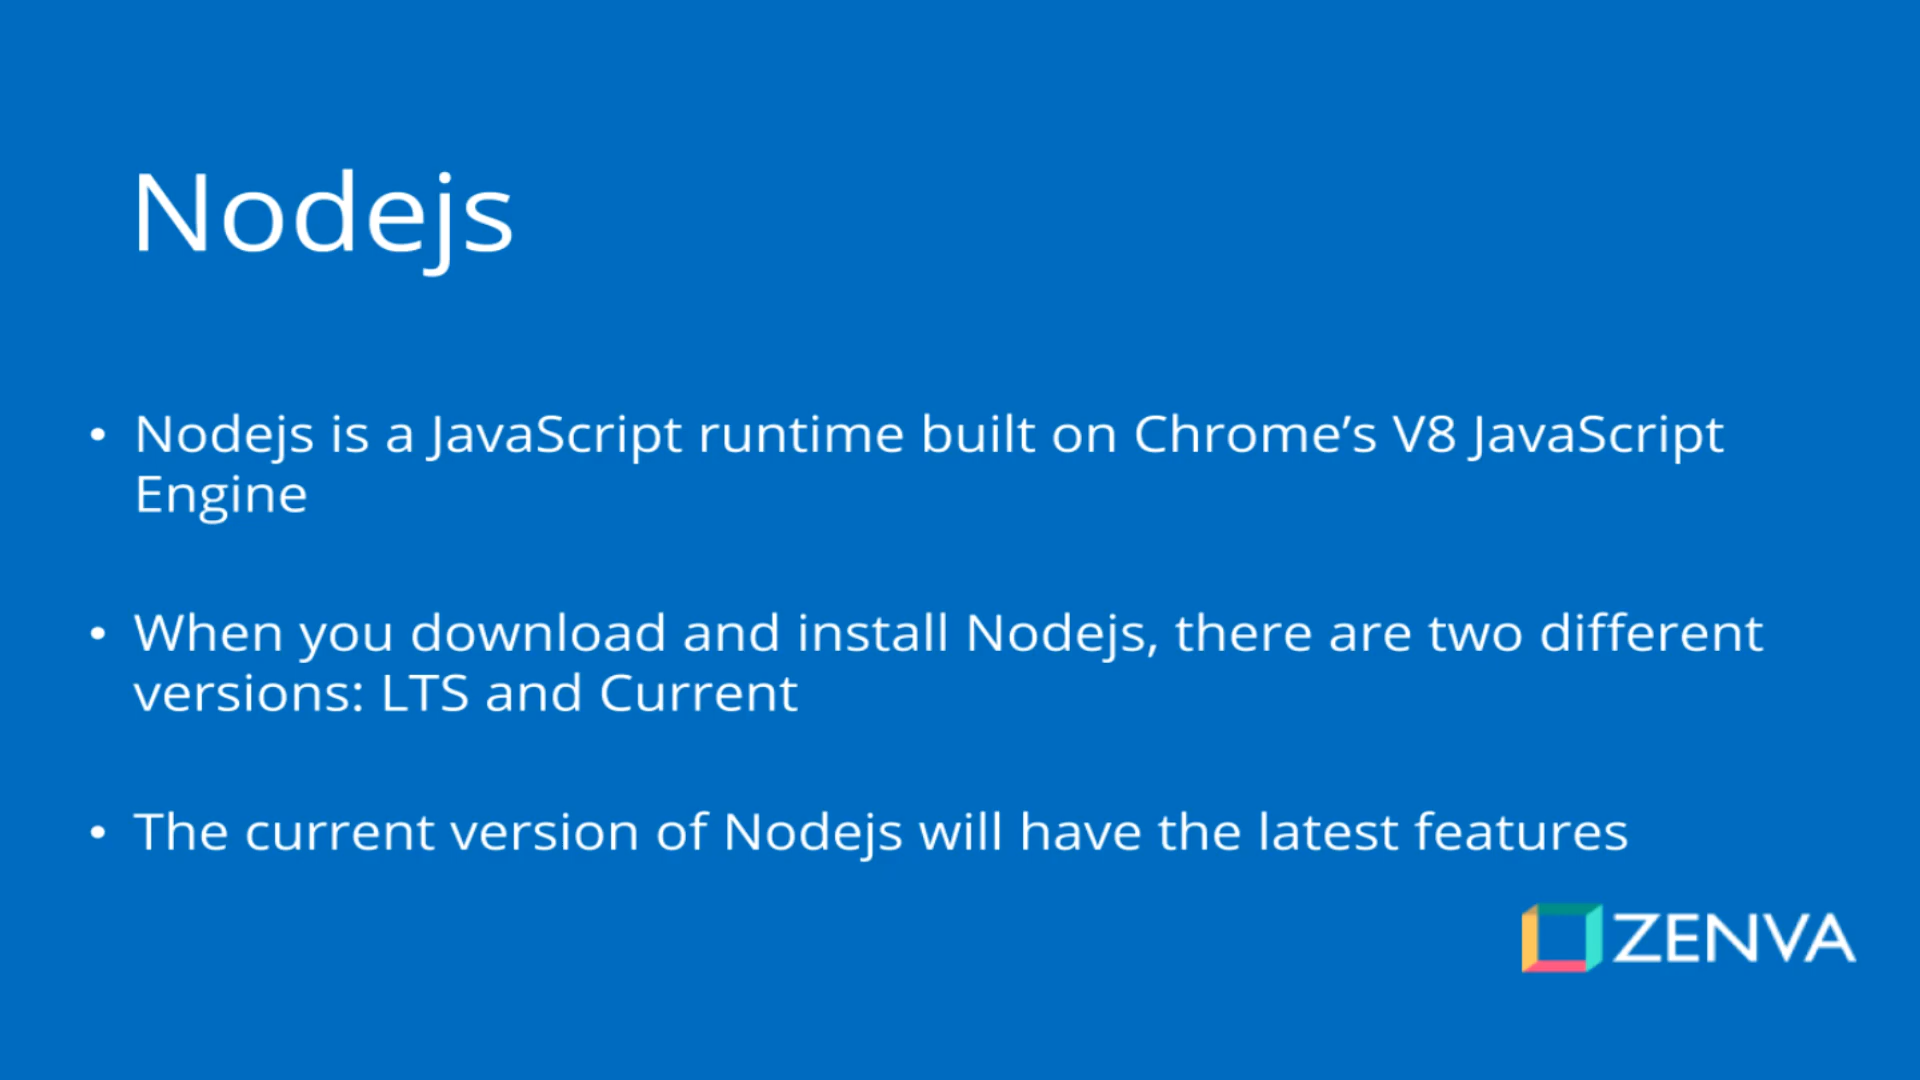 Nodejs
• Nodejs is a JavaScript runtime built on Chrome’s V8 JavaScript
Engine
• When you download and install Nodejs, there are two different
versions: LTS and Current
• The current version of Nodejs will have the latest features
ZENVA